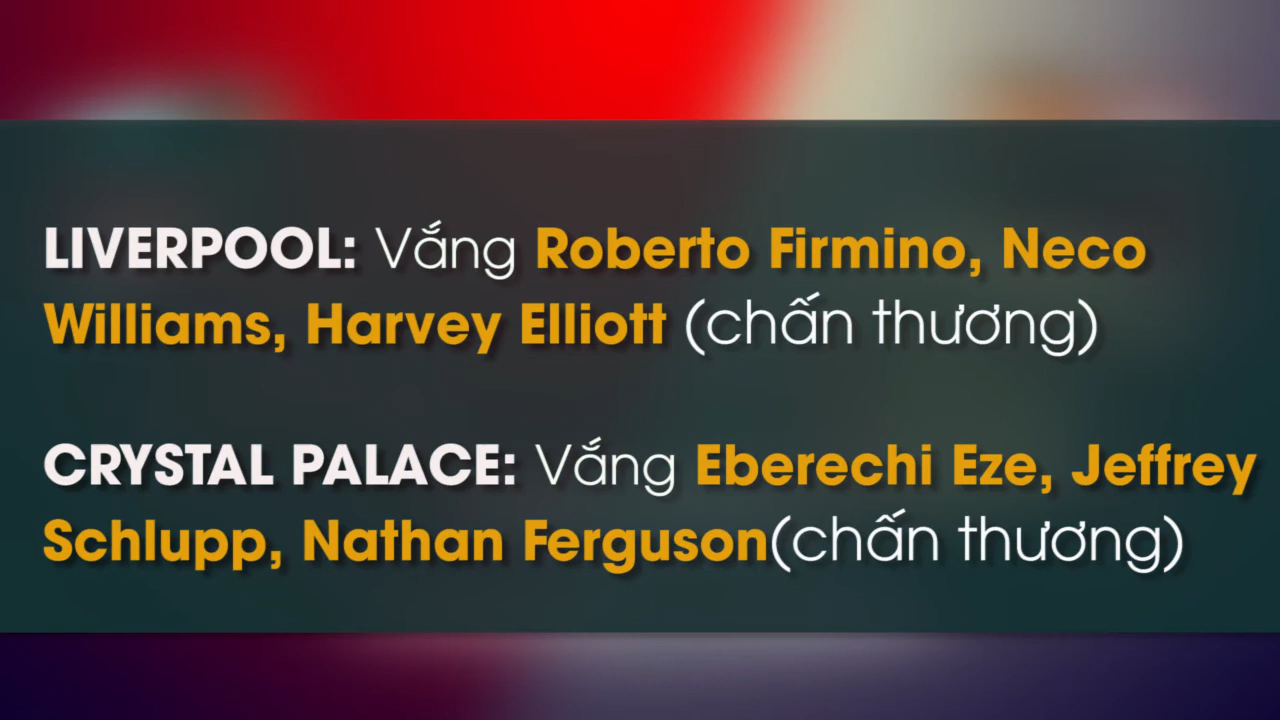 LIVERPOOL: Vắng Roberto Firmino, Neco
Williams, Harvey Elliott (chấn thương)
CRYSTAL PALACE: Vắng Eberechi Eze, Jeffrey
Schlupp, Nathan Ferguson(chấn thương)